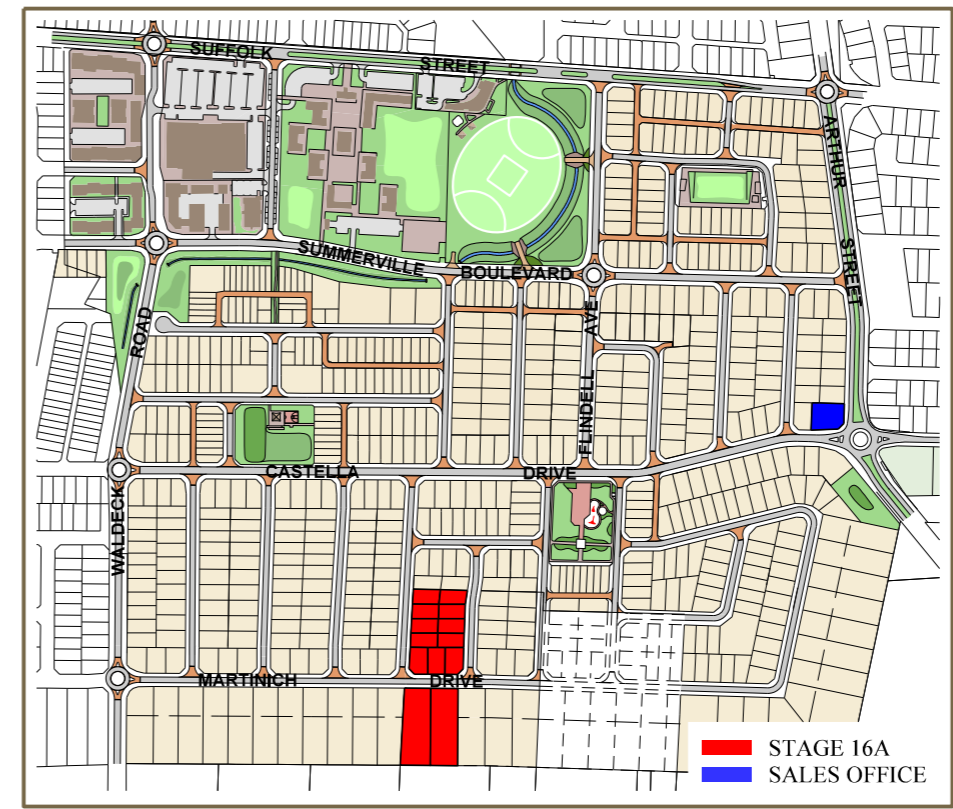 SUFFOLK STREET
ARTHUR STREET
SUMMERVILLE BOULEVARD
ROAD
AVE
FLINDELL
CASTELLA DRIVE
WALDECK
MARTINICH DRIVE
STAGE 16A
SALES OFFICE